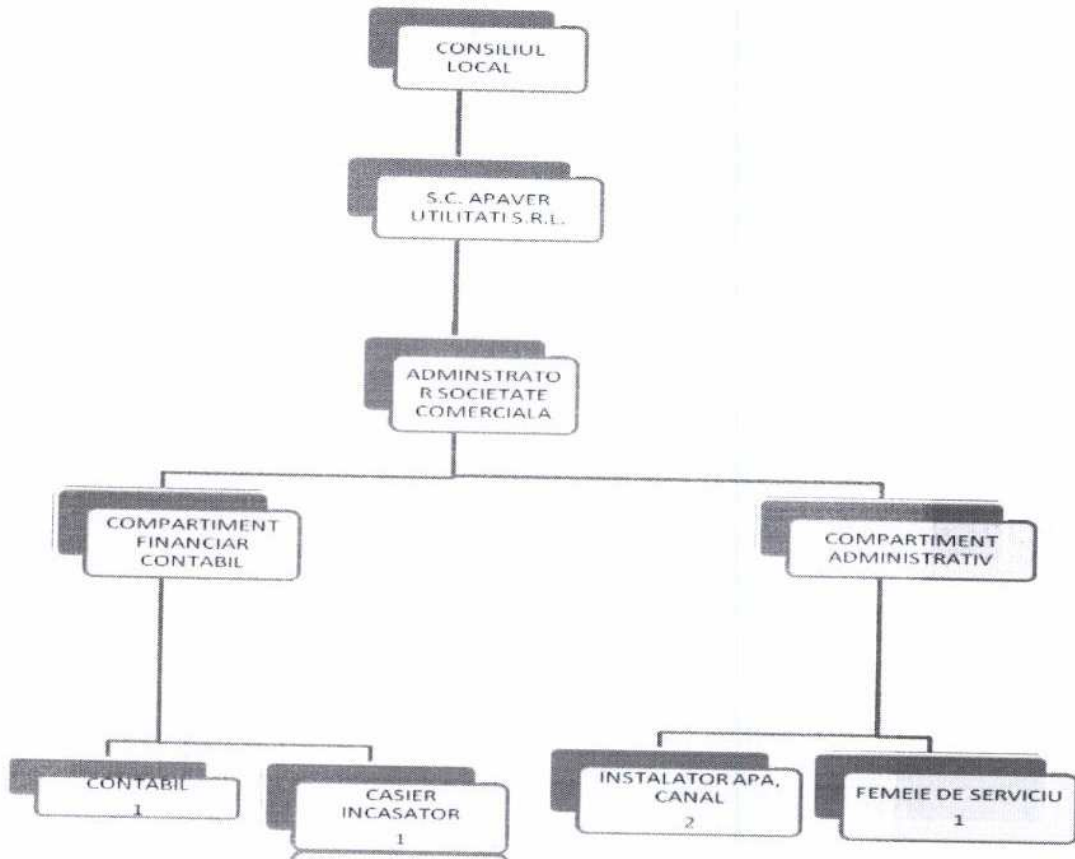 CONSILIUL
LOCAL
S.C. APAVER
UTILITATI S.R.L.
ADMINSTRATO
R SOCIETATE
COMERCIALA
COMPARTIMENT
FINANCIAR
CONTABIL
COMPARTIMENT
ADMINISTRATIV
CONTABIL
1
CASIER
INCASATOR
1
INSTALATOR APA,
CANAL
2
FEMEIE DE SERVICIU
1